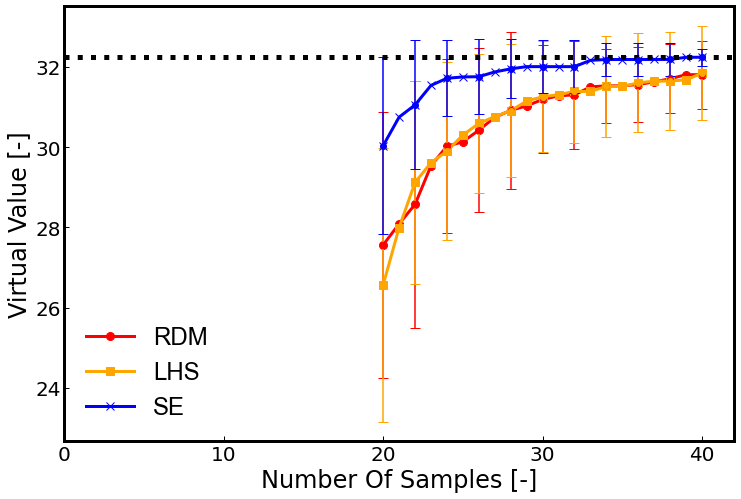 Virtual Value [-]
32
30
28
26
24
RDM
LHS
SE
0 10 20 30 40
Number Of Samples [-]